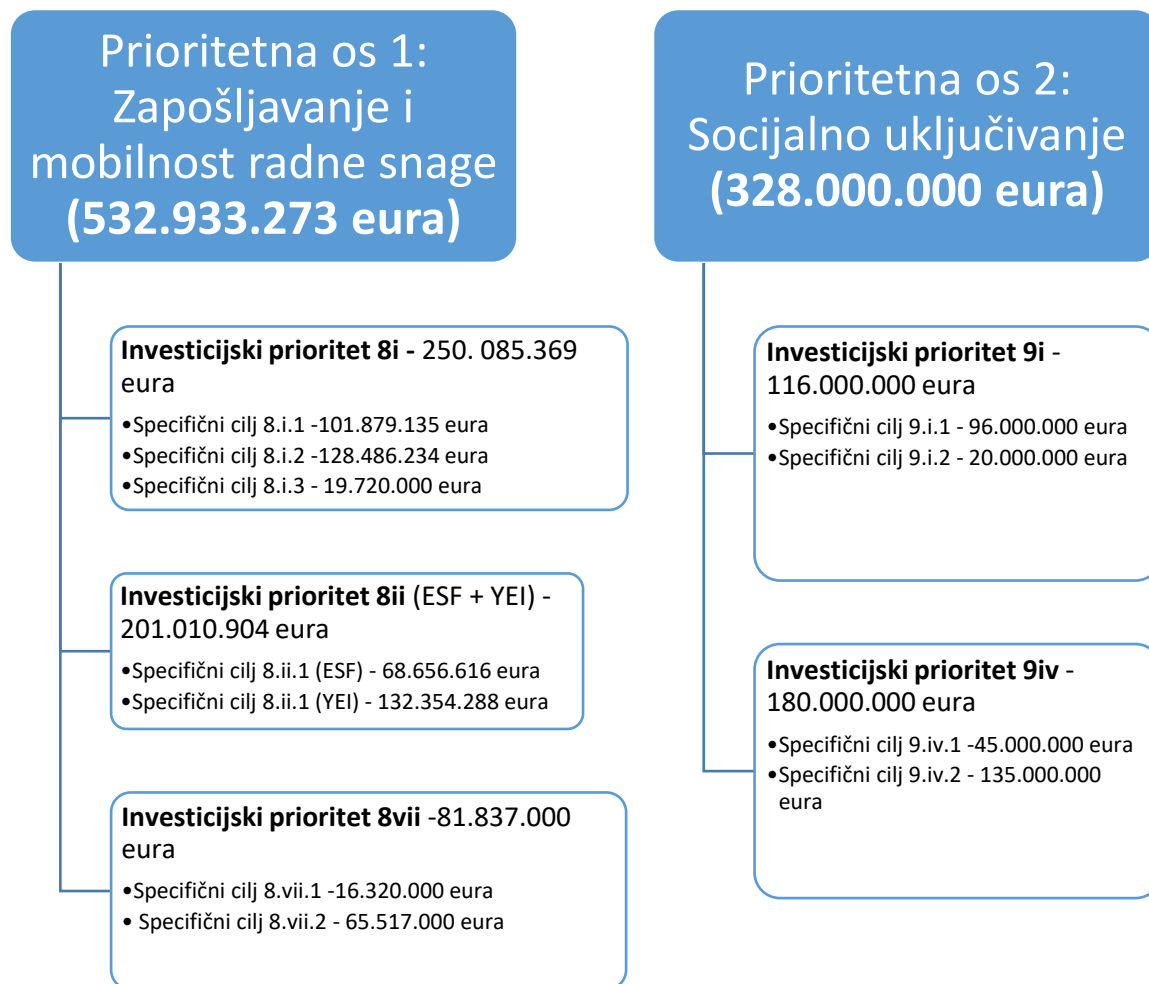 Prioritetna os 1:
Zapošljavanje i
mobilnost radne snage
(532.933.273 eura)
Investicijski prioritet 8i - 250. 085.369
eura
•Specifični cilj 8.i.1 -101.879.135 eura
•Specifični cilj 8.i.2 -128.486.234 eura
•Specifični cilj 8.i.3 - 19.720.000 eura
Investicijski prioritet 8ii (ESF + YEI) -
201.010.904 eura
•Specifični cilj 8.ii.1 (ESF) - 68.656.616 eura
•Specifični cilj 8.ii.1 (YEI) - 132.354.288 eura
Investicijski prioritet 8vii -81.837.000
eura
•Specifični cilj 8.vii.1 -16.320.000 eura
• Specifični cilj 8.vii.2 - 65.517.000 eura
Prioritetna os 2:
Socijalno uključivanje
(328.000.000 eura)
Investicijski prioritet 9i -
116.000.000 eura
•Specifični cilj 9.i.1 - 96.000.000 eura
•Specifični cilj 9.i.2 - 20.000.000 eura
Investicijski prioritet 9iv -
180.000.000 eura
•Specifični cilj 9.iv.1 -45.000.000 eura
•Specifični cilj 9.iv.2 - 135.000.000
eura